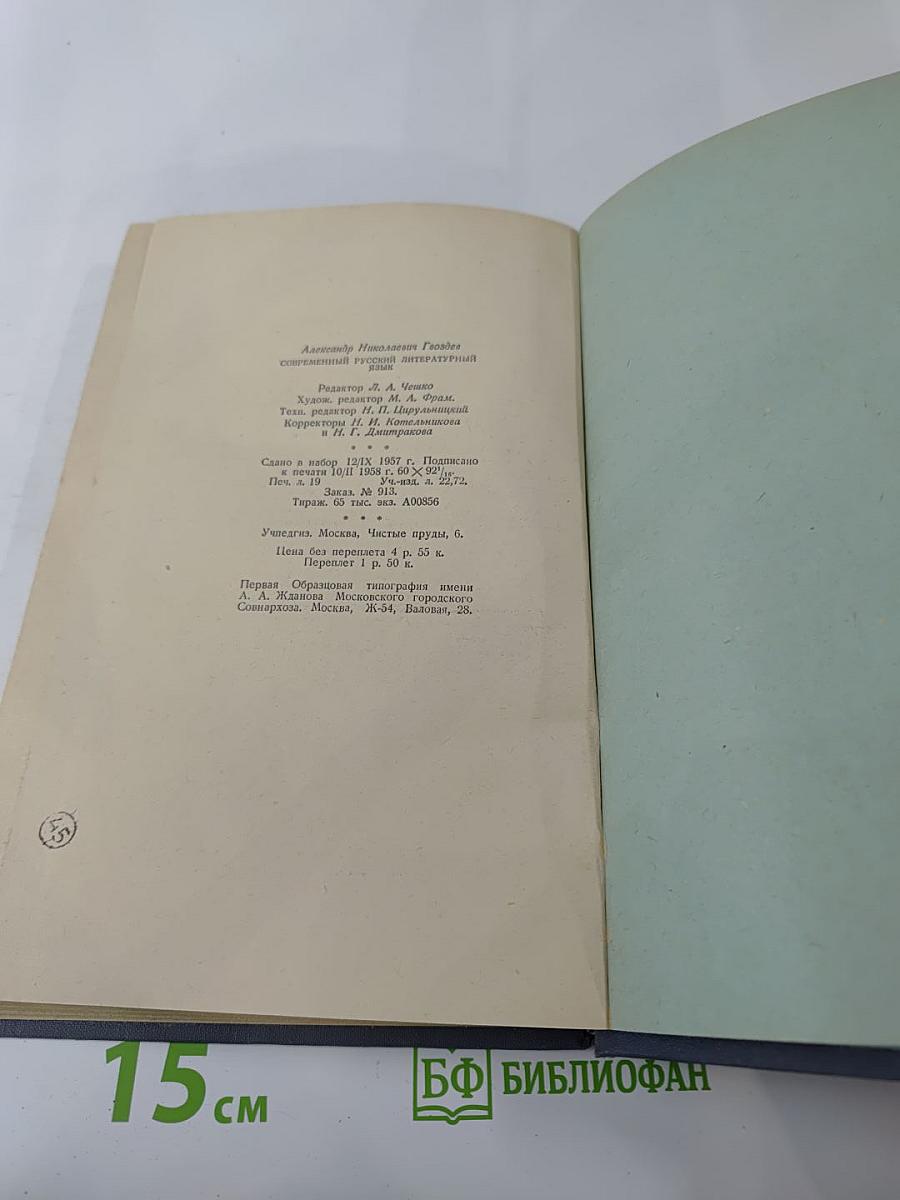 Александр Николаевич Гвоздев
СОВРЕМЕННЫЙ РУССКИЙ ЛИТЕРАТУРНЫЙ
ЯЗЫК
Редактор Л. А. Чешко
Худож. редактор М. А. Фрам.
Техн. редактор Н. П. Цирульницкий
Корректоры Н. И. Котельникова
и Н. Г. Дмитракова
* * *
Сдано в набор 12/IX 1957 г. Подписано
к печати 10/II 1958 г. 60 × 92 1/16.
Печ. л. 19 Уч.-изд. л. 22,72.
Заказ. № 913.
Тираж. 65 тыс. экз. А00856
* * *
Учпедгиз. Москва, Чистые пруды, 6.
Цена без переплета 4 р. 55 к.
Переплет 1 р. 50 к.
Первая Образцовая типография имени
А. А. Жданова Московского городского
Совнархоза. Москва, Ж-54, Валовая, 28.
45
15 см
БФ БИБЛИОФАН